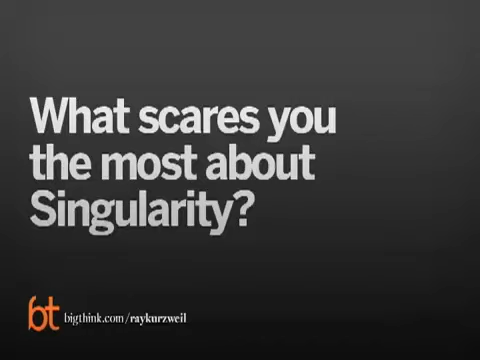 What scares you
the most about
Singularity?
bt bigthink.com/raykurzweil